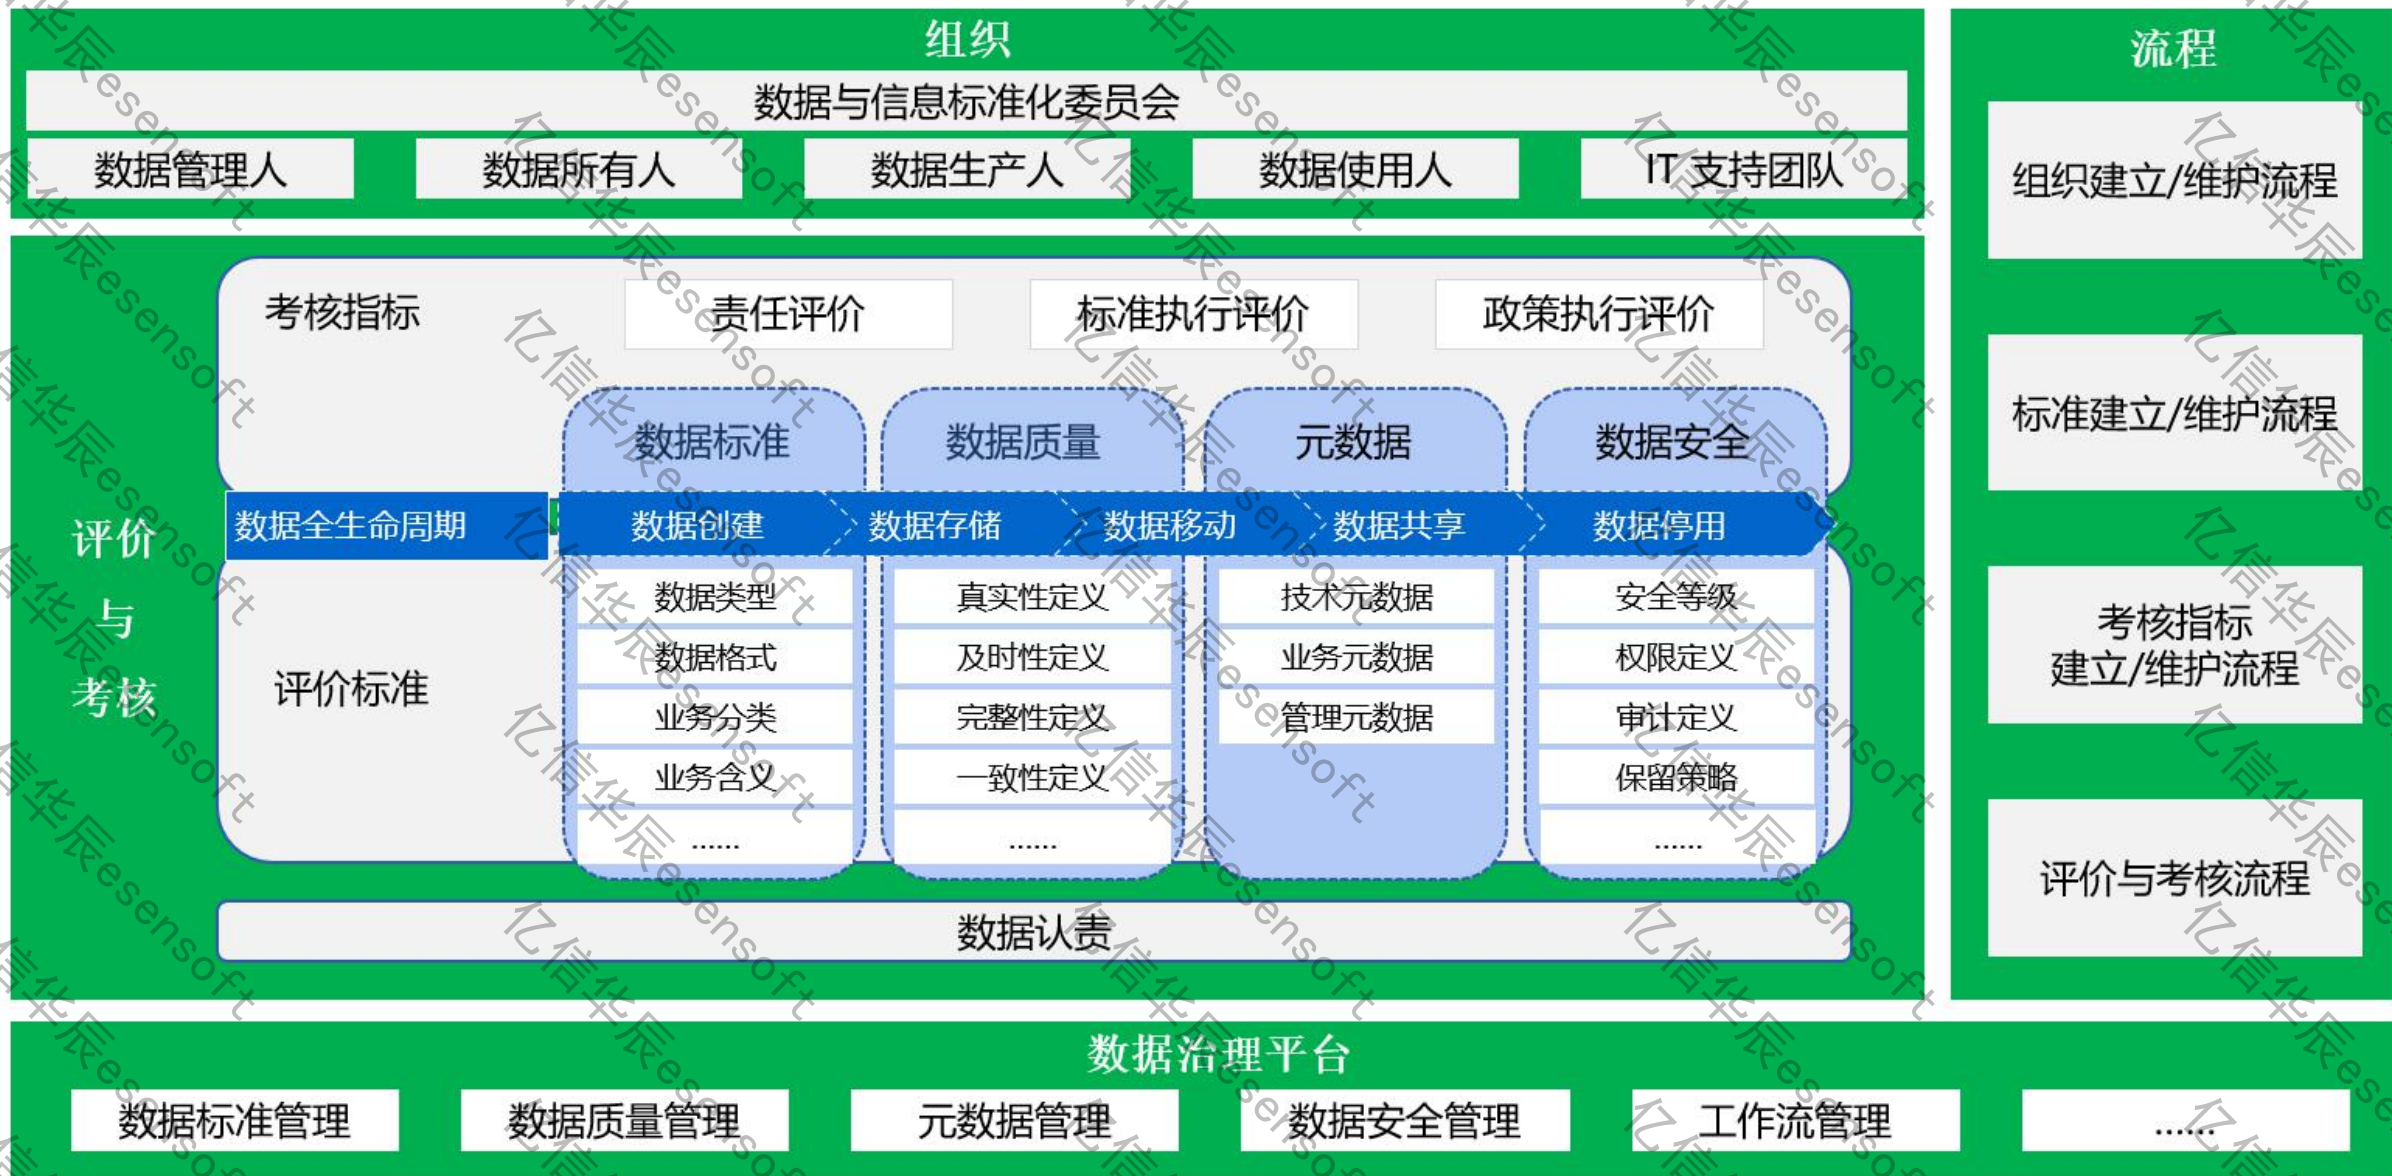 组织
数据与信息标准化委员会
数据管理人
数据所有人
数据生产人
数据使用人
IT 支持团队
流程
组织建立/维护流程
标准建立/维护流程
考核指标
建立/维护流程
评价与考核流程
评价
与
考核
考核指标
责任评价
标准执行评价
政策执行评价
数据标准
数据质量
元数据
数据安全
数据全生命周期
数据创建
数据存储
数据移动
数据共享
数据停用
评价标准
数据类型
数据格式
业务分类
业务含义
……
真实性定义
及时性定义
完整性定义
一致性定义
……
技术元数据
业务元数据
管理元数据
安全等级
权限定义
审计定义
保留策略
……
数据认责
数据治理平台
数据标准管理
数据质量管理
元数据管理
数据安全管理
工作流管理
……
亿信华辰esensoft